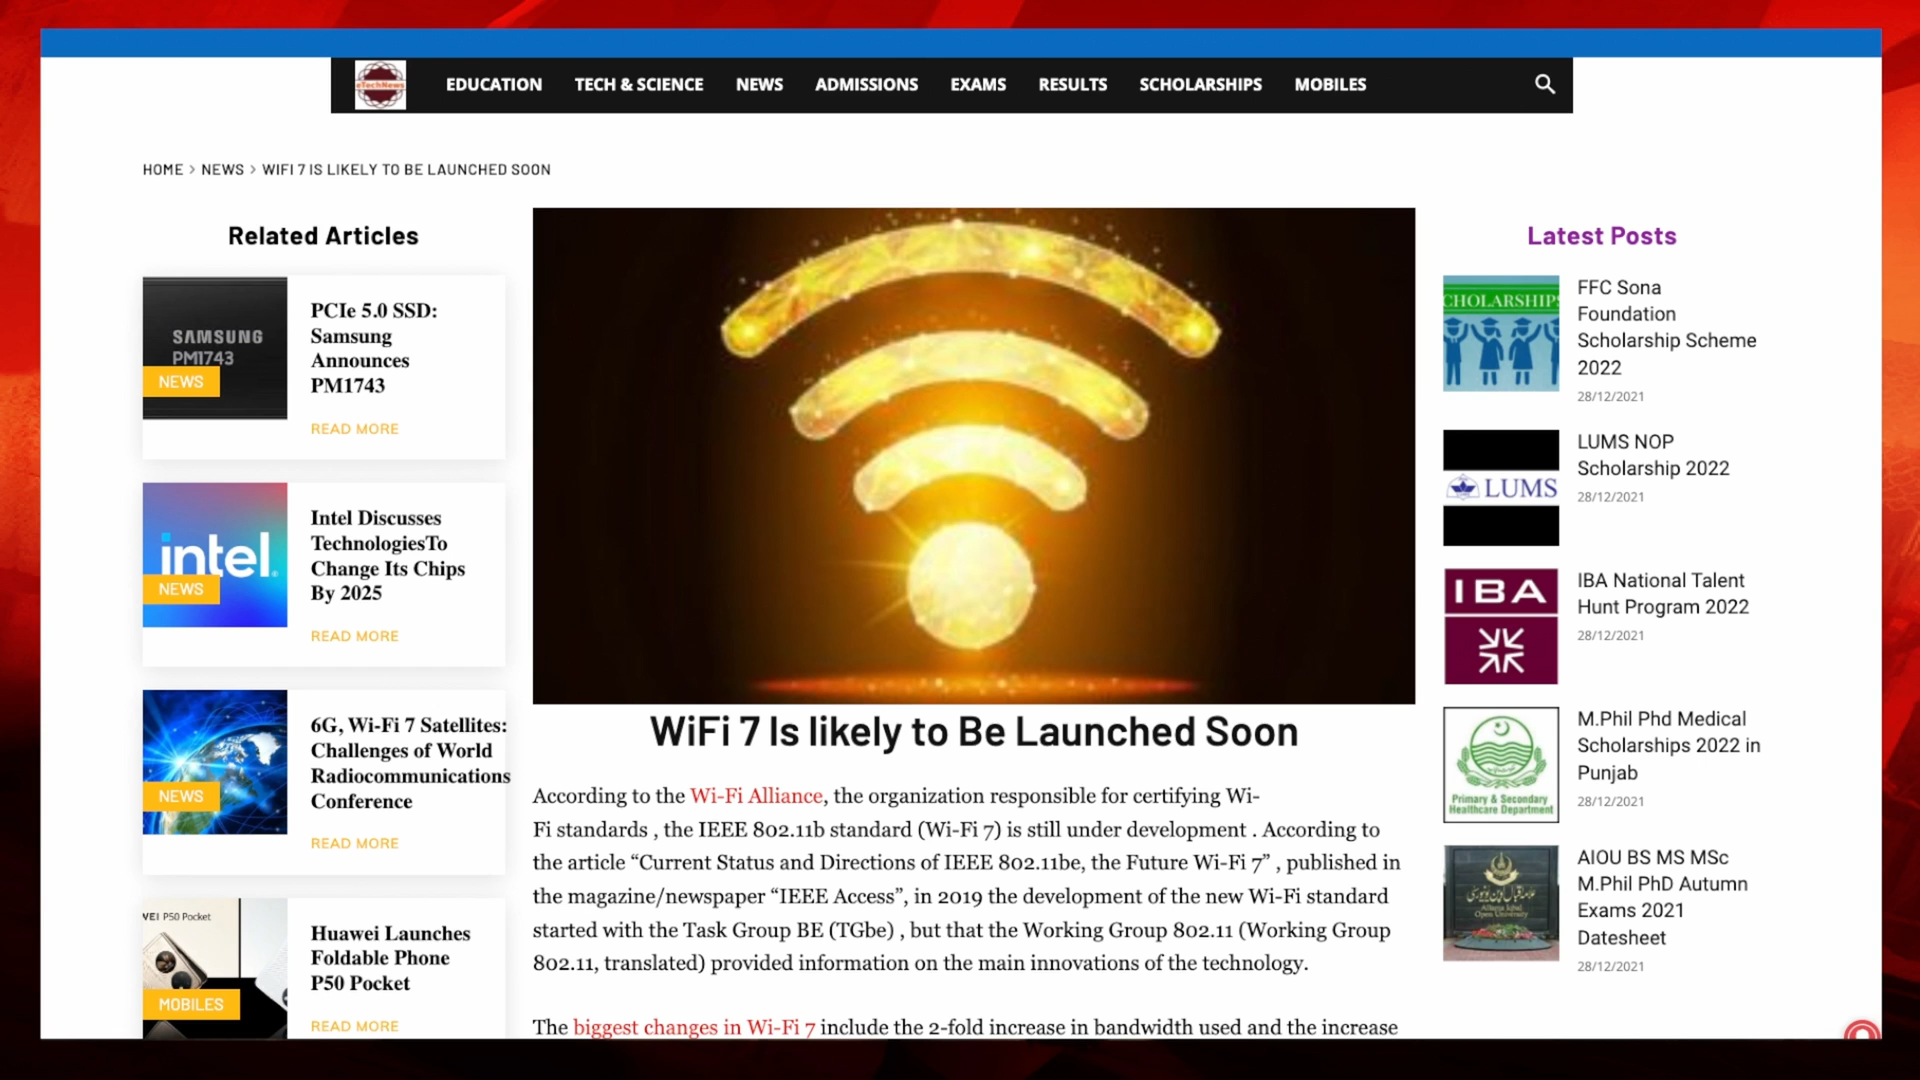 eTechNews
EDUCATION
TECH & SCIENCE
NEWS
ADMISSIONS
EXAMS
RESULTS
SCHOLARSHIPS
MOBILES
HOME > NEWS > WIFI 7 IS LIKELY TO BE LAUNCHED SOON
Related Articles
SAMSUNG
PM1743
NEWS
PCIe 5.0 SSD:
Samsung
Announces
PM1743
READ MORE
intel.
NEWS
Intel Discusses
TechnologiesTo
Change Its Chips
By 2025
READ MORE
NEWS
6G, Wi-Fi 7 Satellites:
Challenges of World
Radiocommunications
Conference
READ MORE
WEI P50 Pocket
MOBILES
Huawei Launches
Foldable Phone
P50 Pocket
READ MORE
WiFi 7 Is likely to Be Launched Soon
According to the Wi-Fi Alliance, the organization responsible for certifying Wi-
Fi standards , the IEEE 802.11b standard (Wi-Fi 7) is still under development . According to
the article “Current Status and Directions of IEEE 802.11be, the Future Wi-Fi 7” , published in
the magazine/newspaper “IEEE Access”, in 2019 the development of the new Wi-Fi standard
started with the Task Group BE (TGbe) , but that the Working Group 802.11 (Working Group
802.11, translated) provided information on the main innovations of the technology.
The biggest changes in Wi-Fi 7 include the 2-fold increase in bandwidth used and the increase
Latest Posts
CHOLARSHIPS
FFC Sona
Foundation
Scholarship Scheme
2022
28/12/2021
LUMS
LUMS NOP
Scholarship 2022
28/12/2021
IBA
IBA National Talent
Hunt Program 2022
28/12/2021
Primary & Secondary
Healthcare Department
M.Phil Phd Medical
Scholarships 2022 in
Punjab
28/12/2021
Allama Iqbal
Open University
AIOU BS MS MSc
M.Phil PhD Autumn
Exams 2021
Datesheet
28/12/2021